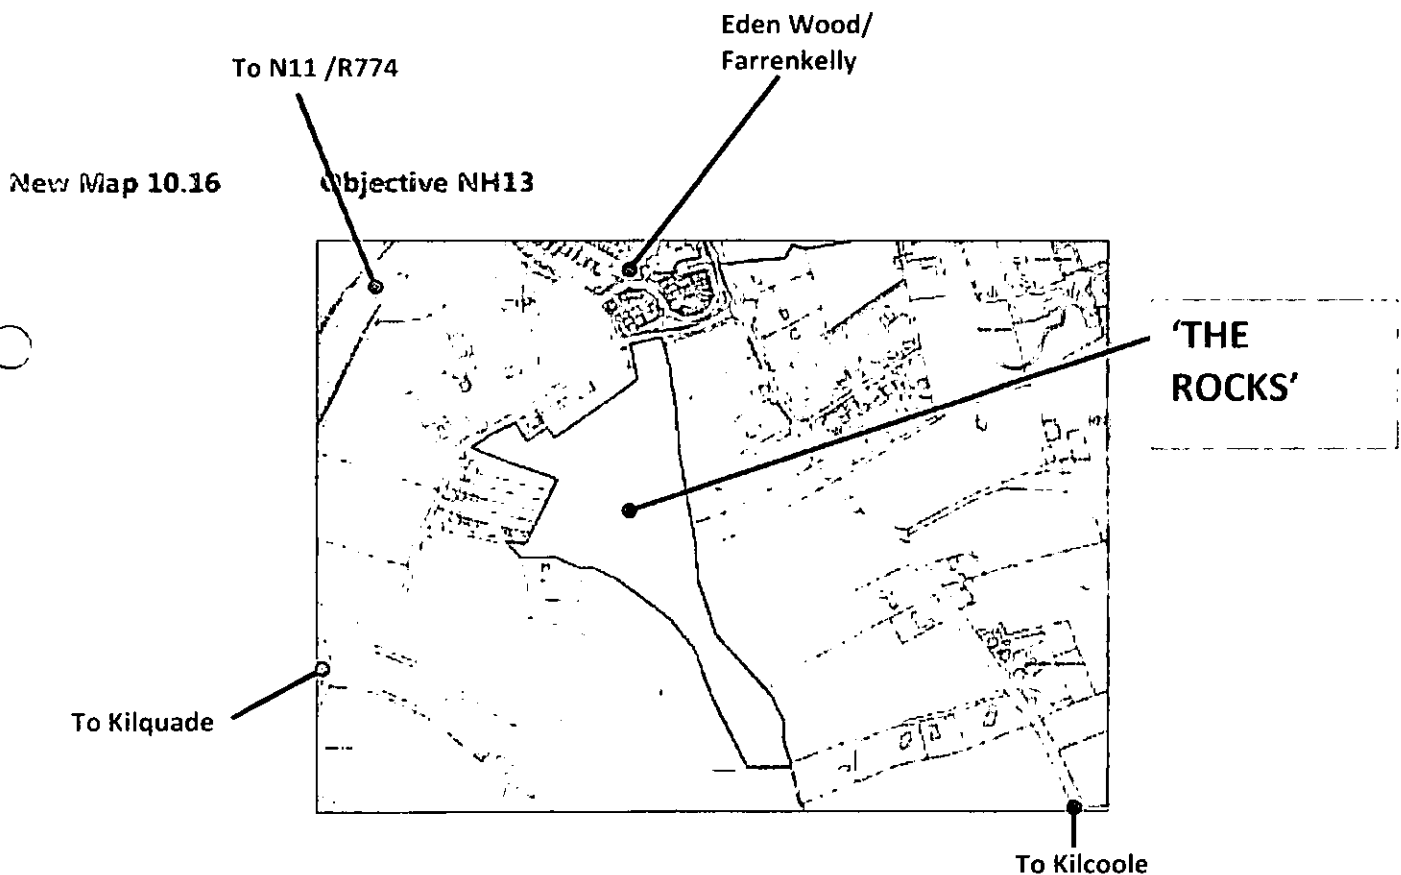 Eden Wood/
Farrenkelly
To N11 /R774
New Map 10.16 Objective NH13
'THE
ROCKS'
To Kilquade
To Kilcoole